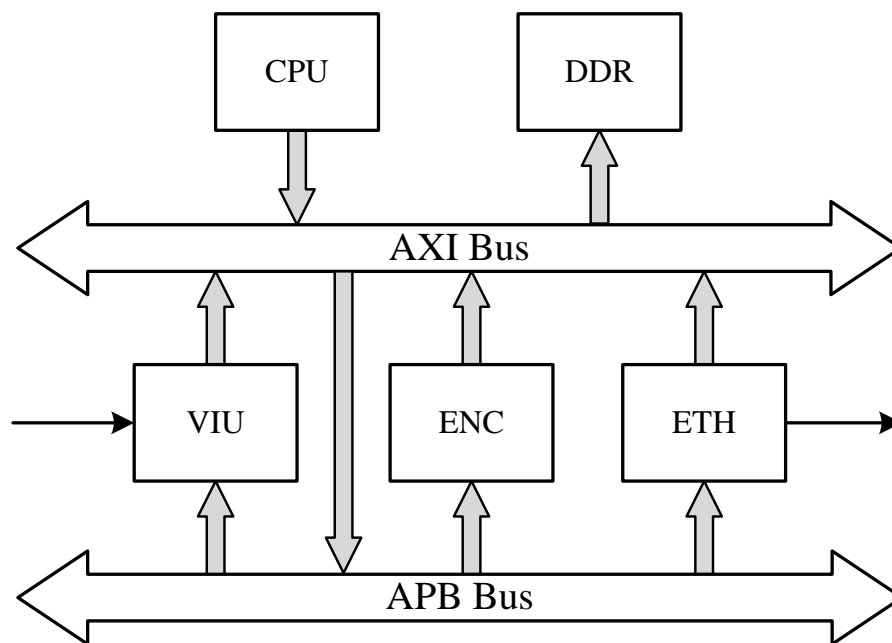 CPU
DDR
AXI Bus
VIU
ENC
ETH
APB Bus